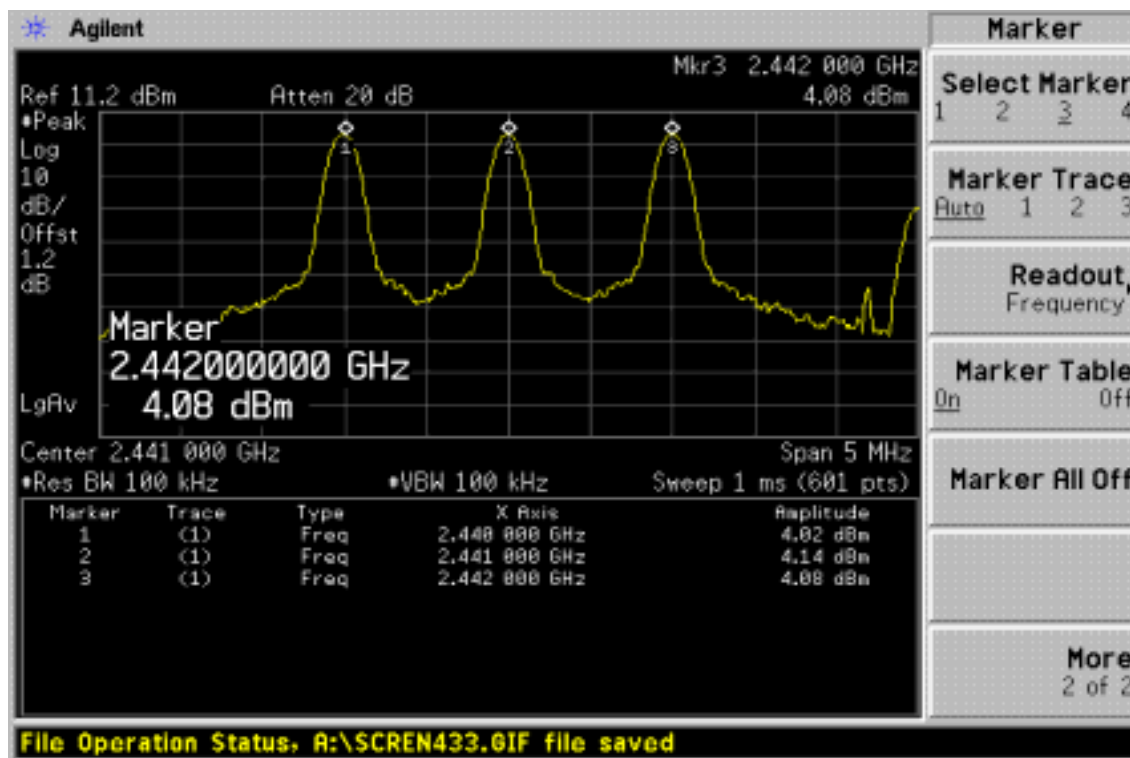 Agilent
Marker
Mkr3 2.442 000 GHz
Ref 11.2 dBm Atten 20 dB 4.08 dBm
Peak
Log
10
dB/
Offst
1.2
dB
1 2 3
Marker
2.442000000 GHz
4.08 dBm
LgAv
Center 2.441 000 GHz Span 5 MHz
Res BW 100 kHz VBW 100 kHz Sweep 1 ms (601 pts)
Marker Trace Type X Axis Amplitude
1 (1) Freq 2.440 000 GHz 4.02 dBm
2 (1) Freq 2.441 000 GHz 4.14 dBm
3 (1) Freq 2.442 000 GHz 4.08 dBm
Select Marker
1 2 3 4
Marker Trace
Auto 1 2 3
Readout
Frequency
Marker Table
On Off
Marker All Off
More
2 of 2
File Operation Status, A:\SCREN433.GIF file saved